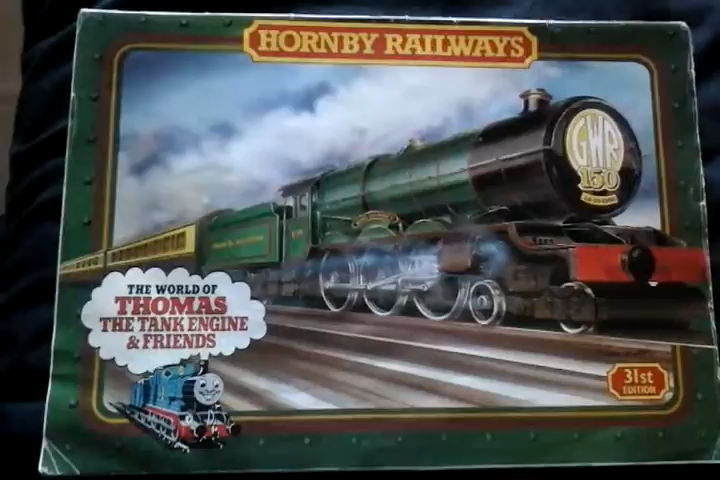 HORNBY RAILWAYS
GWR
150
THE WORLD OF
THOMAS
THE TANK ENGINE
& FRIENDS
31st
EDITION